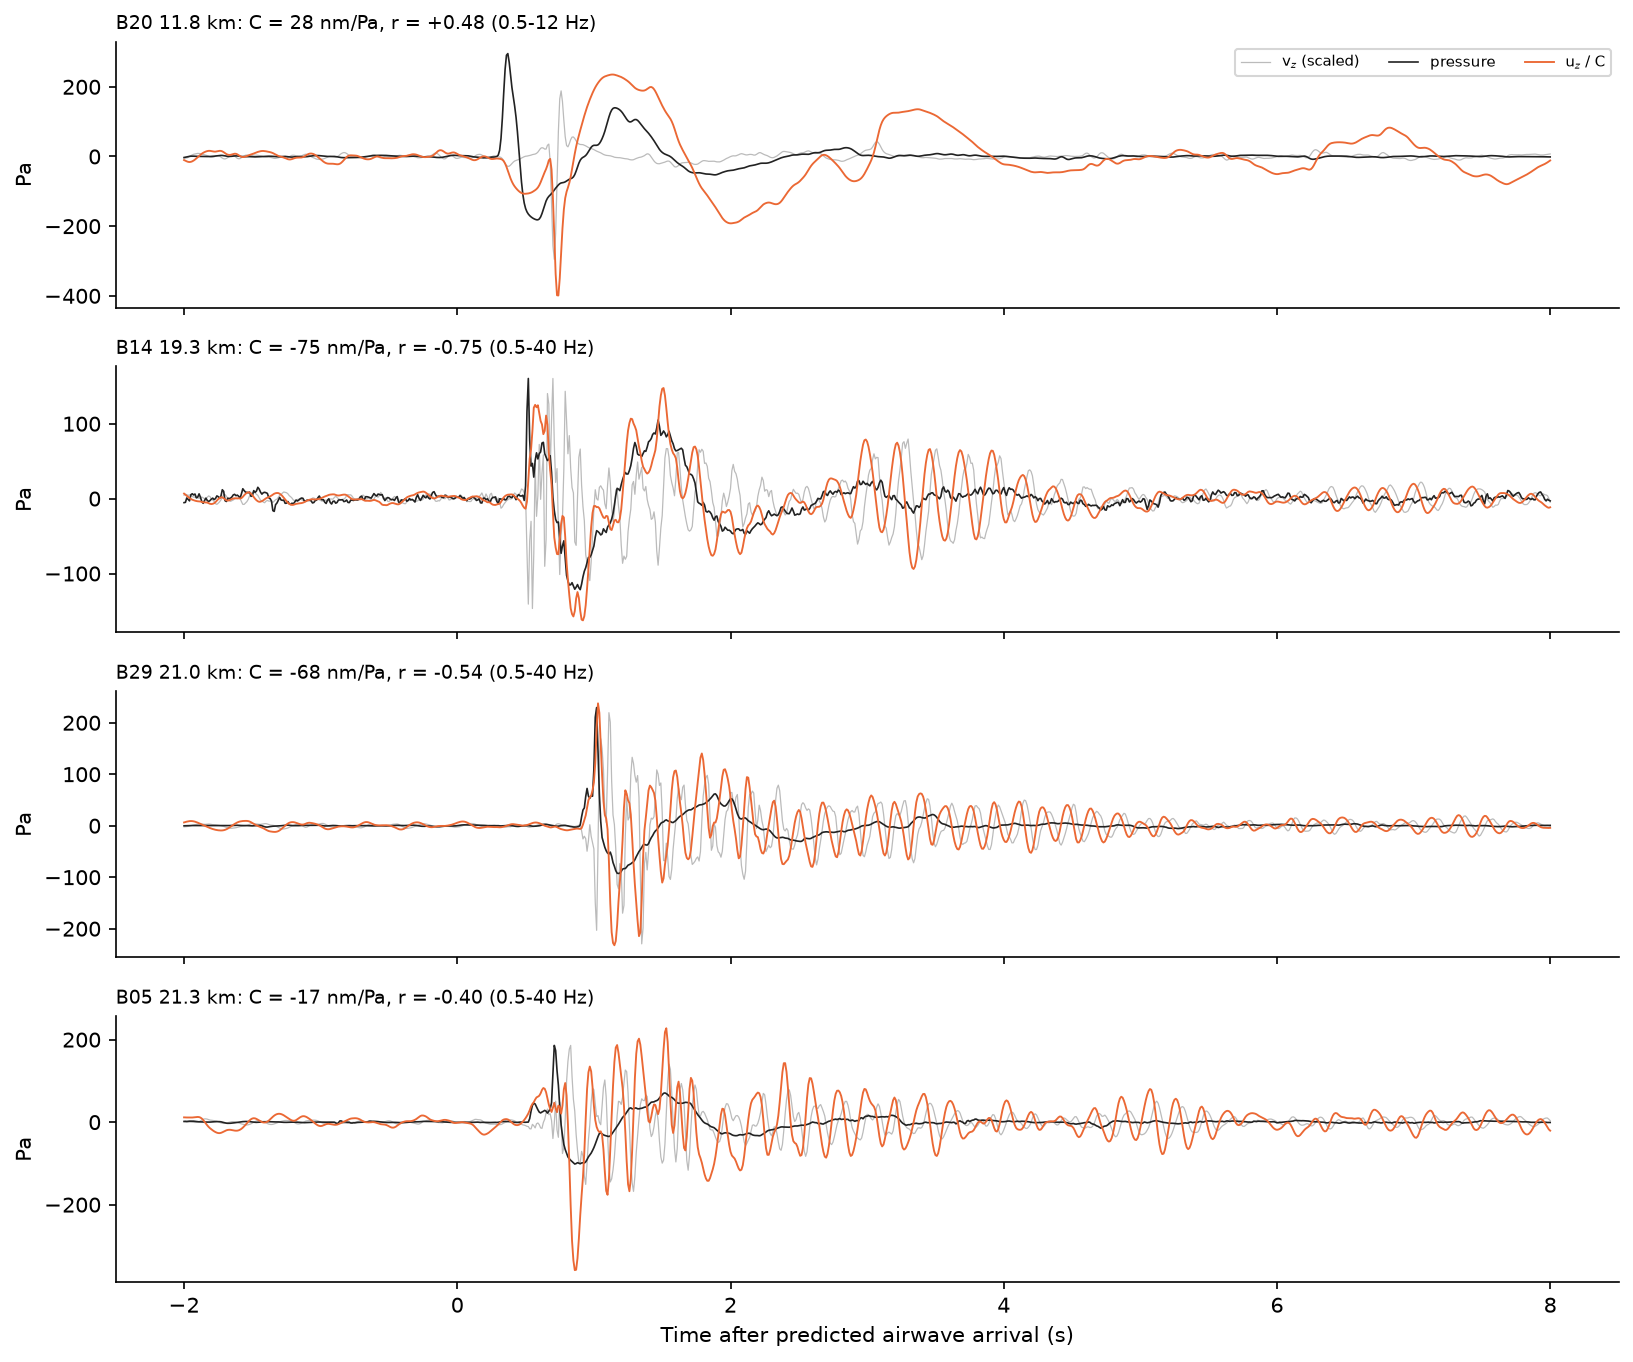 B20 11.8 km: C = 28 nm/Pa, r = +0.48 (0.5-12 Hz)
v_z (scaled) pressure u_z / C
200
0
−200
−400
Pa
B14 19.3 km: C = -75 nm/Pa, r = -0.75 (0.5-40 Hz)
100
0
−100
Pa
B29 21.0 km: C = -68 nm/Pa, r = -0.54 (0.5-40 Hz)
200
100
0
−100
−200
Pa
B05 21.3 km: C = -17 nm/Pa, r = -0.40 (0.5-40 Hz)
200
0
−200
Pa
−2 0 2 4 6 8
Time after predicted airwave arrival (s)